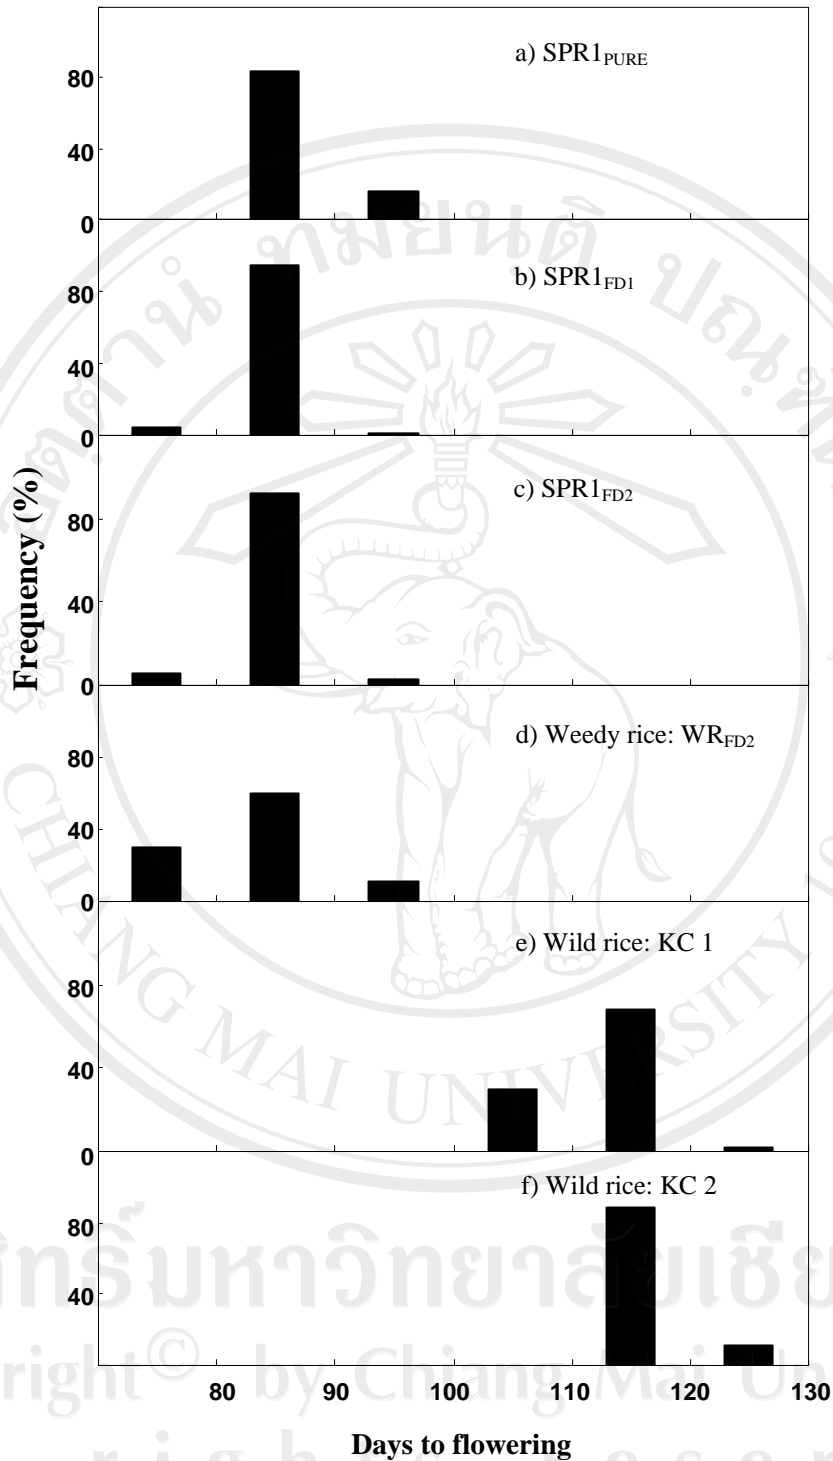 a) SPR1PURE
80
40
0
b) SPR1FD1
80
40
0
c) SPR1FD2
80
40
0
d) Weedy rice: WRFD2
80
40
0
e) Wild rice: KC 1
80
40
0
f) Wild rice: KC 2
80
40
80 90 100 110 120 130
Frequency (%)
Days to flowering
CHIANG MAI UNIVERSITY
right© by Chiang Mai Uni